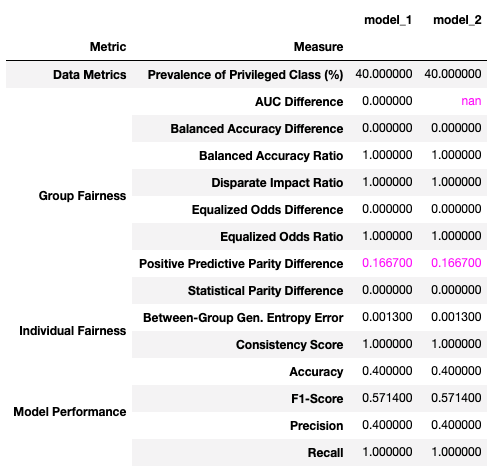 model_1 model_2
Metric Measure
Data Metrics Prevalence of Privileged Class (%) 40.000000 40.000000
AUC Difference 0.000000 nan
Balanced Accuracy Difference 0.000000 0.000000
Balanced Accuracy Ratio 1.000000 1.000000
Disparate Impact Ratio 1.000000 1.000000
Group Fairness
Equalized Odds Difference 0.000000 0.000000
Equalized Odds Ratio 1.000000 1.000000
Positive Predictive Parity Difference 0.166700 0.166700
Statistical Parity Difference 0.000000 0.000000
Between-Group Gen. Entropy Error 0.001300 0.001300
Individual Fairness
Consistency Score 1.000000 1.000000
Accuracy 0.400000 0.400000
F1-Score 0.571400 0.571400
Model Performance
Precision 0.400000 0.400000
Recall 1.000000 1.000000